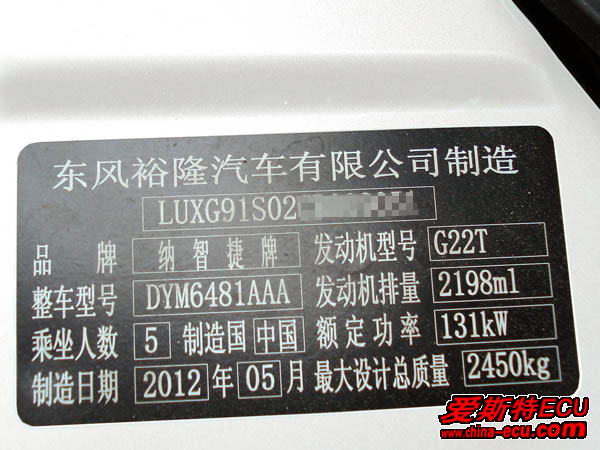 东风裕隆汽车有限公司制造
LUXG91S02
品 牌 纳智捷牌 发动机型号 G22T
整车型号 DYM6481AAA 发动机排量 2198ml
乘坐人数 5 制造国 中国 额定功率 131kW
制造日期 2012 年 05 月 最大设计总质量 2450kg
爱斯特ECU
www.china-ecu.com